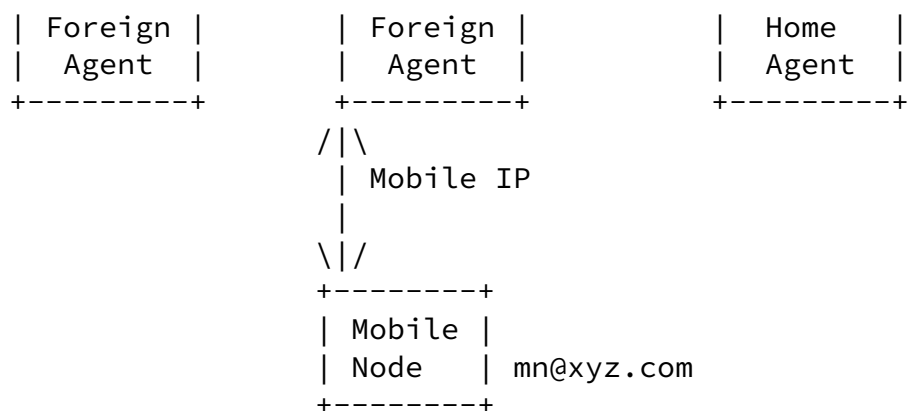 | Foreign | | Foreign | | Home |
| Agent | | Agent | | Agent |
+---------+ +---------+ +---------+
/|\
| Mobile IP
|
\|/
+--------+
| Mobile |
| Node | mn@xyz.com
+--------+